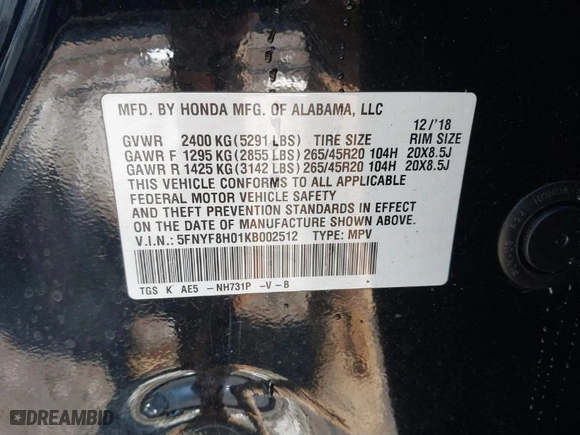 MFD. BY HONDA MFG. OF ALABAMA, LLC
12/'18
GVWR 2400 KG (5291 LBS) TIRE SIZE RIM SIZE
GAWR F 1295 KG (2855 LBS) 265/45R20 104H 20X8.5J
GAWR R 1425 KG (3142 LBS) 265/45R20 104H 20X8.5J
THIS VEHICLE CONFORMS TO ALL APPLICABLE
FEDERAL MOTOR VEHICLE SAFETY
AND THEFT PREVENTION STANDARDS IN EFFECT
ON THE DATE OF MANUFACTURE SHOWN ABOVE.
V.I.N.: 5FNYF8H01KB002512 TYPE: MPV
TGS K AE5 -NH731P -V-B
DREAMBID